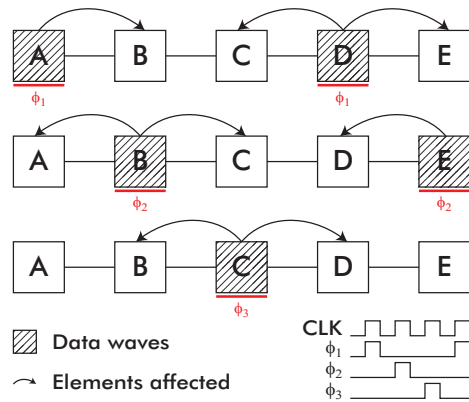 A B C D E
ϕ1 ϕ1
A B C D E
ϕ2 ϕ2
A B C D E
ϕ3
Data waves
Elements affected
CLK
ϕ1
ϕ2
ϕ3